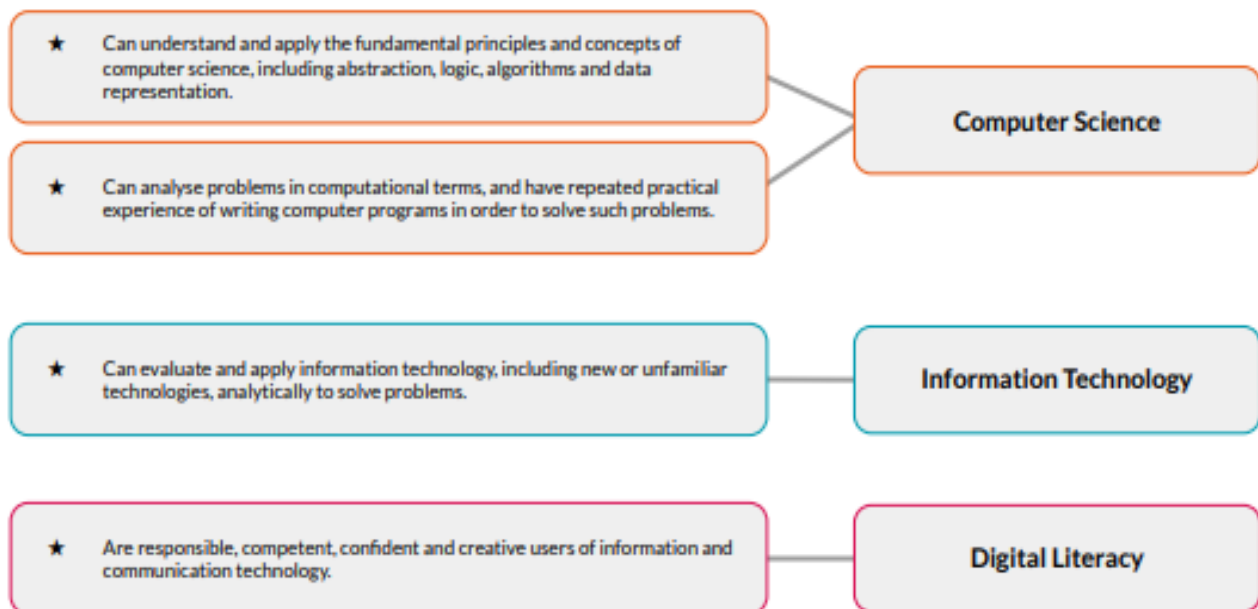 ★ Can understand and apply the fundamental principles and concepts of
computer science, including abstraction, logic, algorithms and data
representation.
Computer Science
★ Can analyse problems in computational terms, and have repeated practical
experience of writing computer programs in order to solve such problems.
★ Can evaluate and apply information technology, including new or unfamiliar
technologies, analytically to solve problems.
Information Technology
★ Are responsible, competent, confident and creative users of information and
communication technology.
Digital Literacy